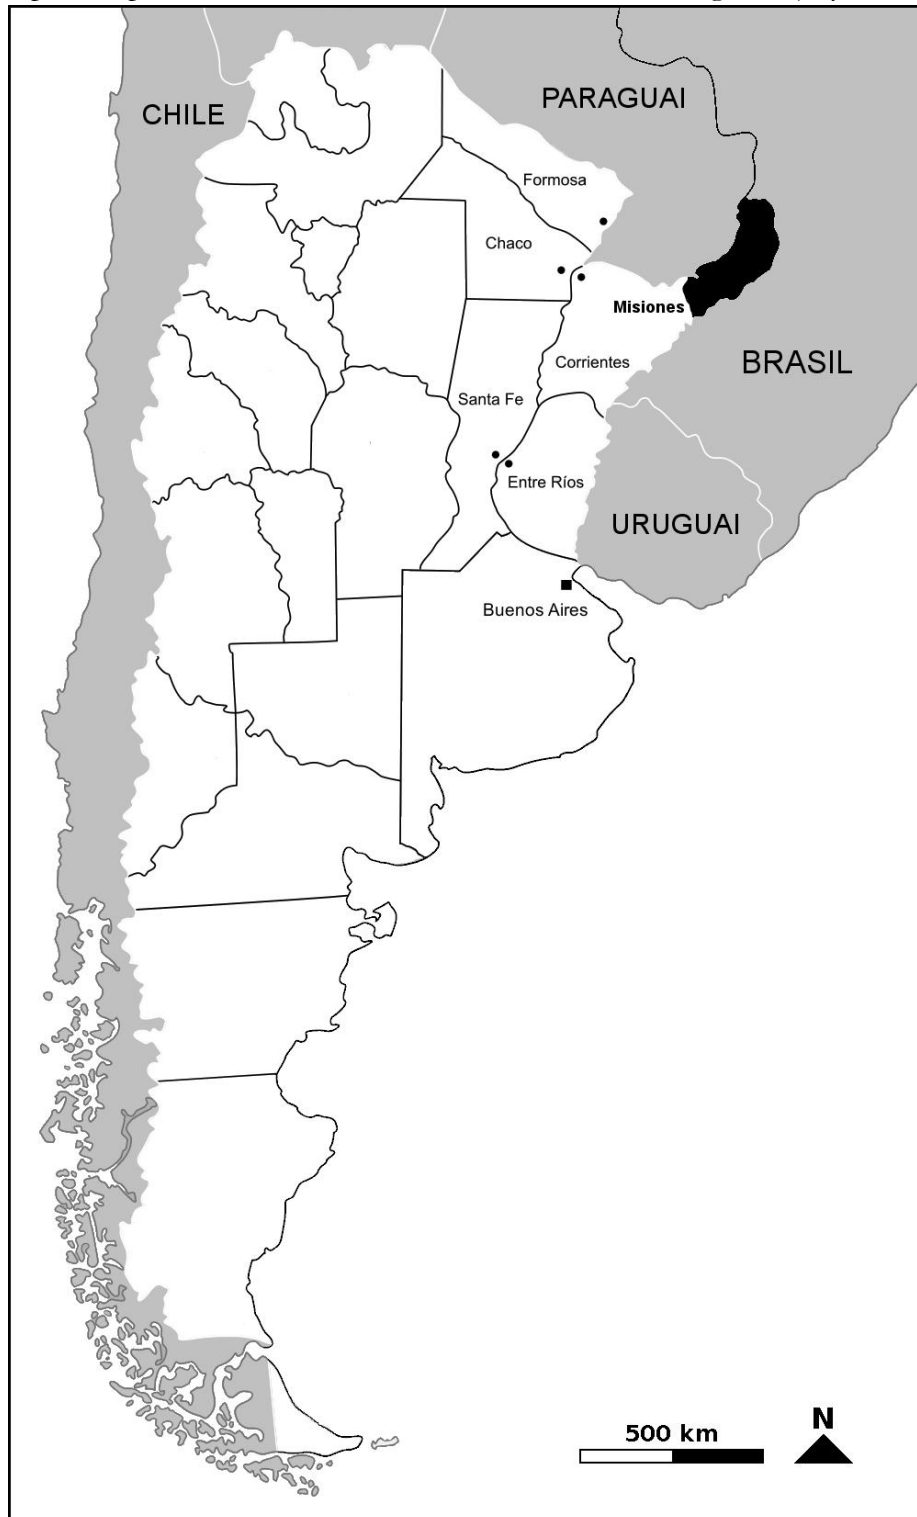 CHILE
PARAGUAI
Formosa
Chaco
Misiones
Corrientes
BRASIL
Santa Fe
Entre Ríos
URUGUAI
Buenos Aires
500 km
N